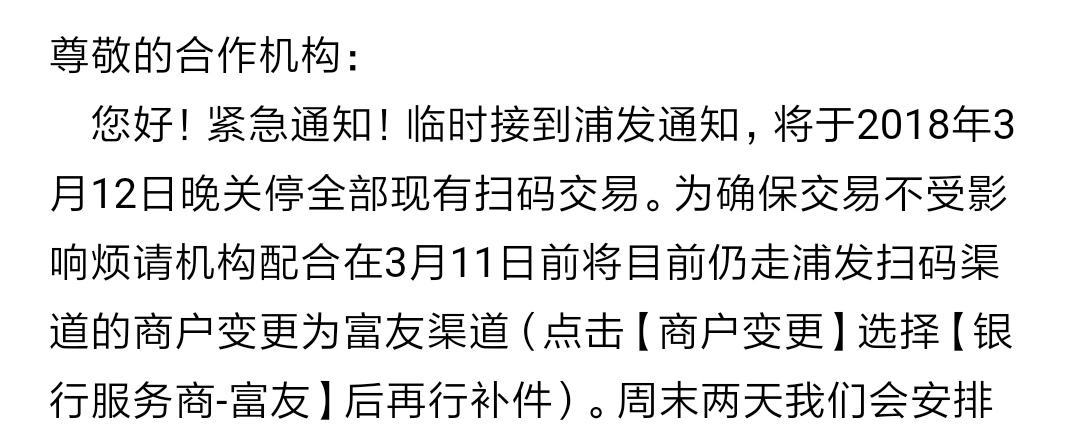 尊敬的合作机构：
您好！紧急通知！临时接到浦发通知，将于2018年3
月12日晚关停全部现有扫码交易。为确保交易不受影
响烦请机构配合在3月11日前将目前仍走浦发扫码渠
道的商户变更为富友渠道（点击【商户变更】选择【银
行服务商-富友】后再行补件）。周末两天我们会安排